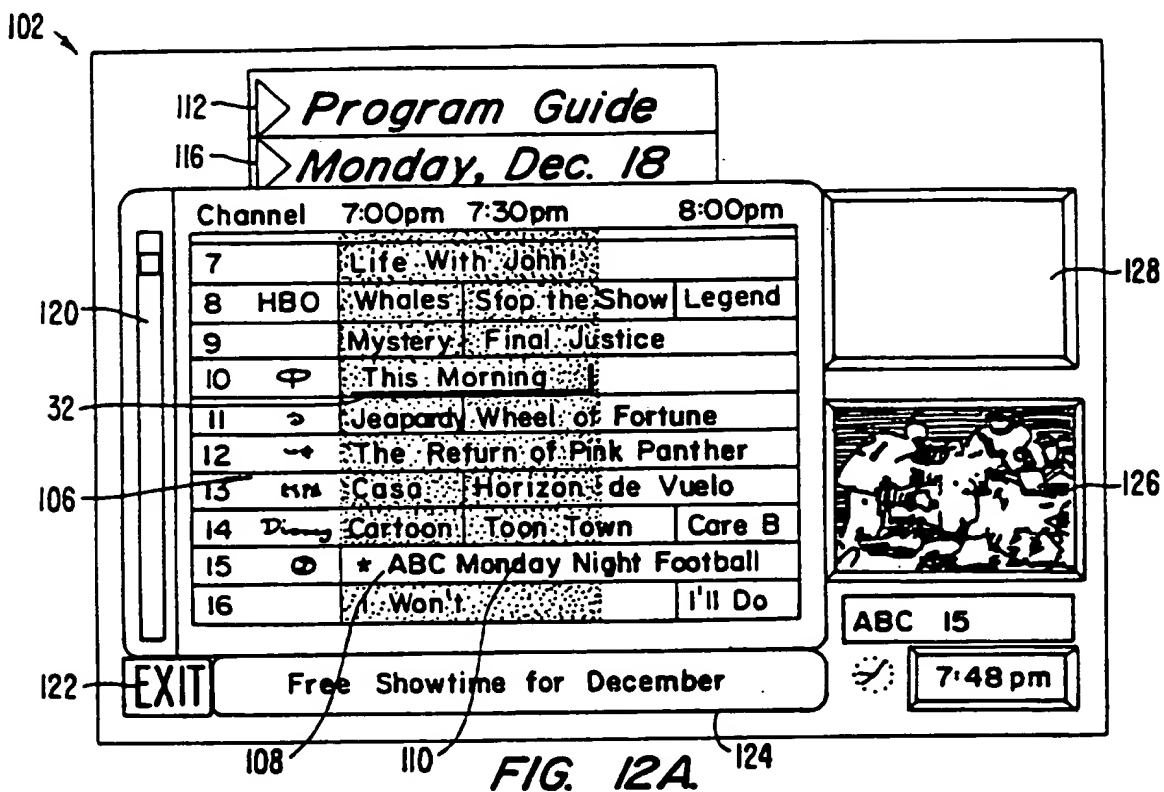 102
112 Program Guide
116 Monday, Dec. 18
Channel 7:00pm 7:30pm 8:00pm
7 Life With John
8 HBO Whales Stop the Show Legend
128
120
9 Mystery Final Justice
10 This Morning
32
11 Jeopardy Wheel of Fortune
12 The Return of Pink Panther
106
13 Casa Horizon de Vuelo
126
14 Disney Cartoon Toon Town Care B
15 * ABC Monday Night Football
16 I Won't I'll Do
ABC 15
122 EXIT Free Showtime for December
7:48 pm
108 110 124
FIG. 12A.